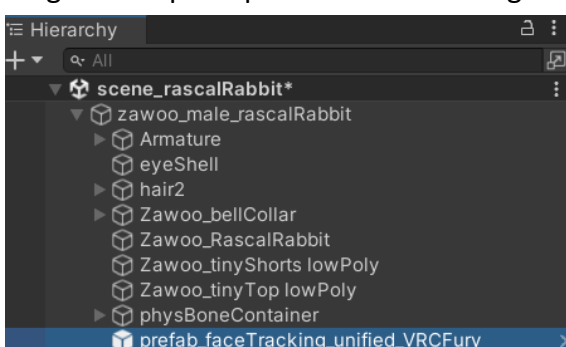 Hierarchy
All
scene_rascalRabbit*
zawoo_male_rascalRabbit
Armature
eyeShell
hair2
Zawoo_bellCollar
Zawoo_RascalRabbit
Zawoo_tinyShorts lowPoly
Zawoo_tinyTop lowPoly
physBoneContainer
prefab_faceTracking_unified_VRCFury